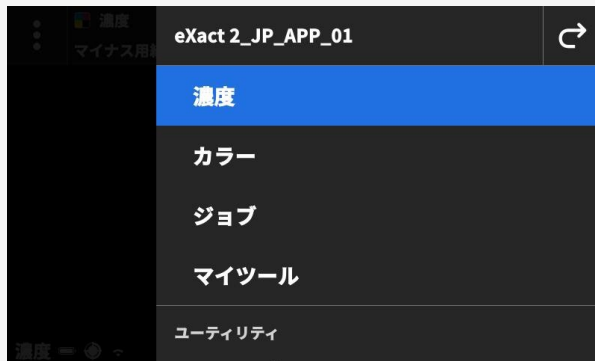 濃度
マイナス用
eXact 2_JP_APP_01
濃度
カラー
ジョブ
マイツール
ユーティリティ
濃度